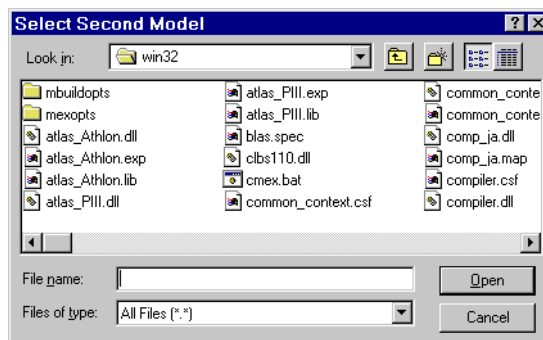 Select Second Model
Look in: win32
mbuildopts
mexopts
atlas_Athlon.dll
atlas_Athlon.exp
atlas_Athlon.lib
atlas_PIII.dll
atlas_PIII.exp
atlas_PIII.lib
blas.spec
clbs110.dll
cmex.bat
common_context.csf
common_conte
common_conte
comp_ja.dll
comp_ja.map
compiler.csf
compiler.dll
File name:
Open
Files of type: All Files (*.*)
Cancel